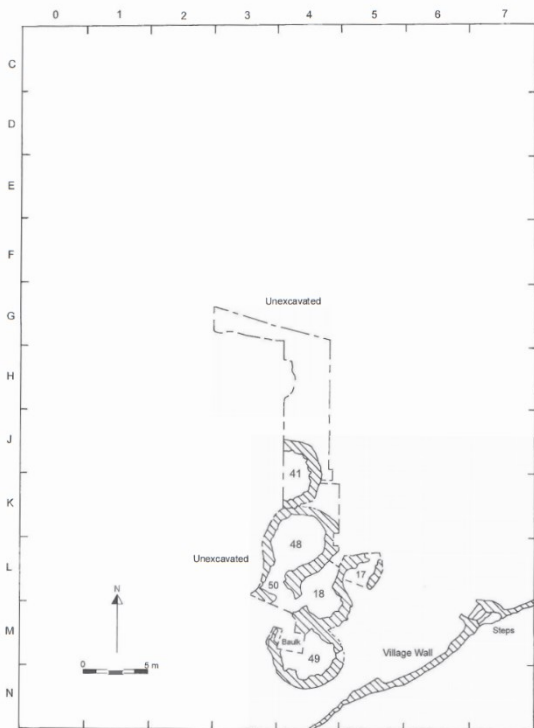 0 1 2 3 4 5 6 7
C
D
E
F
Unexcavated
G
H
J
41
K
48
Unexcavated
L
17
50
18
N
M
Steps
Baulk
Village Wall
49
0 5 m
N